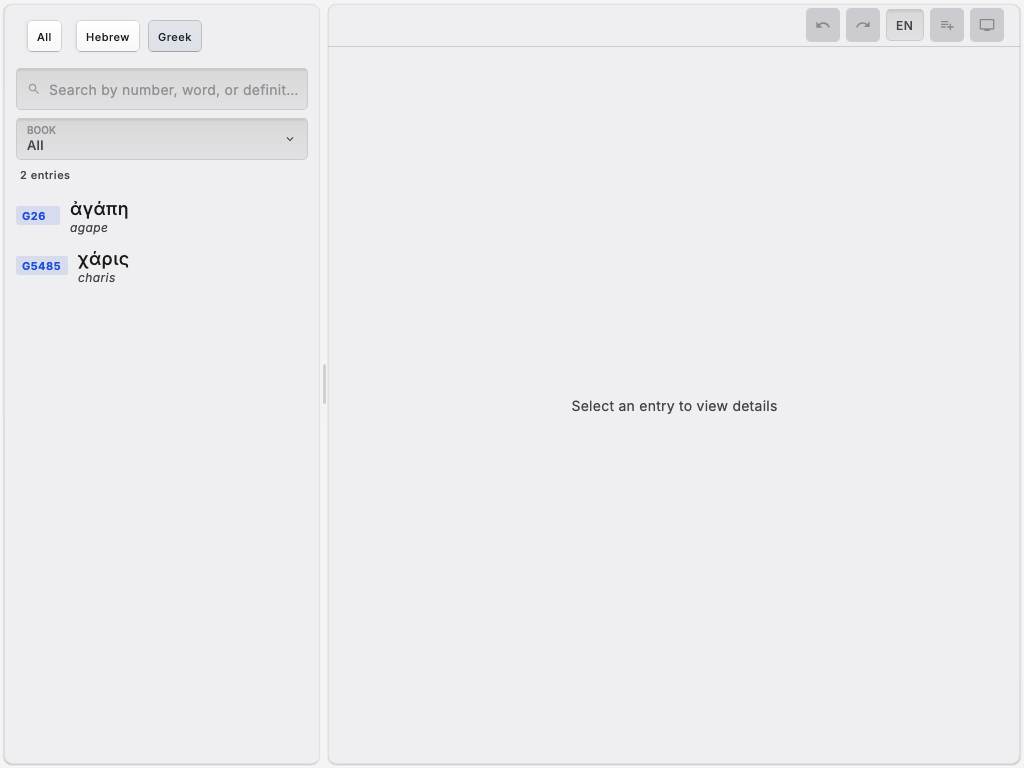 All
Hebrew
Greek
Search by number, word, or definit...
BOOK
All
2 entries
G26
ἀγάπη
agape
G5485
χάρις
charis
EN
Select an entry to view details